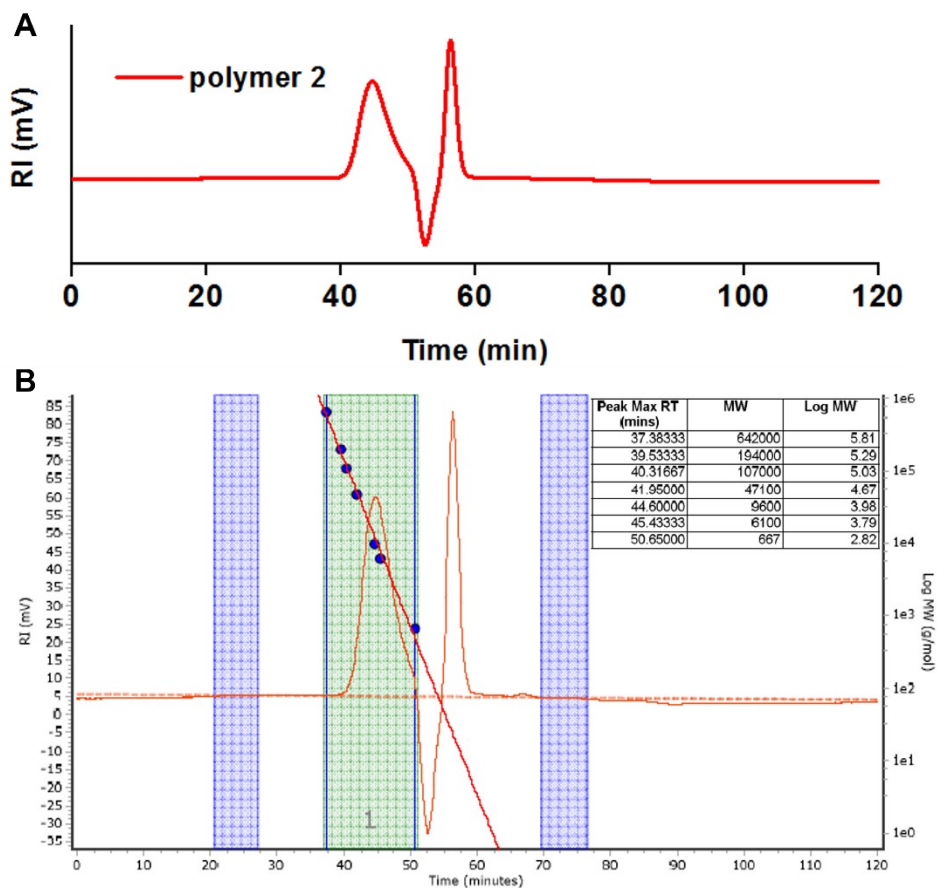 A
polymer 2
RI (mV)
0 20 40 60 80 100 120
Time (min)
B
85
80
75
70
65
60
55
50
45
40
35
30
25
20
15
10
5
0
-5
-10
-15
-20
-25
-30
-35
RI (mV)
Peak Max RT (mins) MW Log MW
37.38333 642000 5.81
39.53333 194000 5.29
40.31667 107000 5.03
41.95000 47100 4.67
44.60000 9600 3.98
45.43333 6100 3.79
50.65000 667 2.82
1e6
1e5
1e4
1e3
1e2
1e1
1e0
Log MW (g/mol)
1
0 10 20 30 40 50 60 70 80 90 100 110 120
Time (minutes)